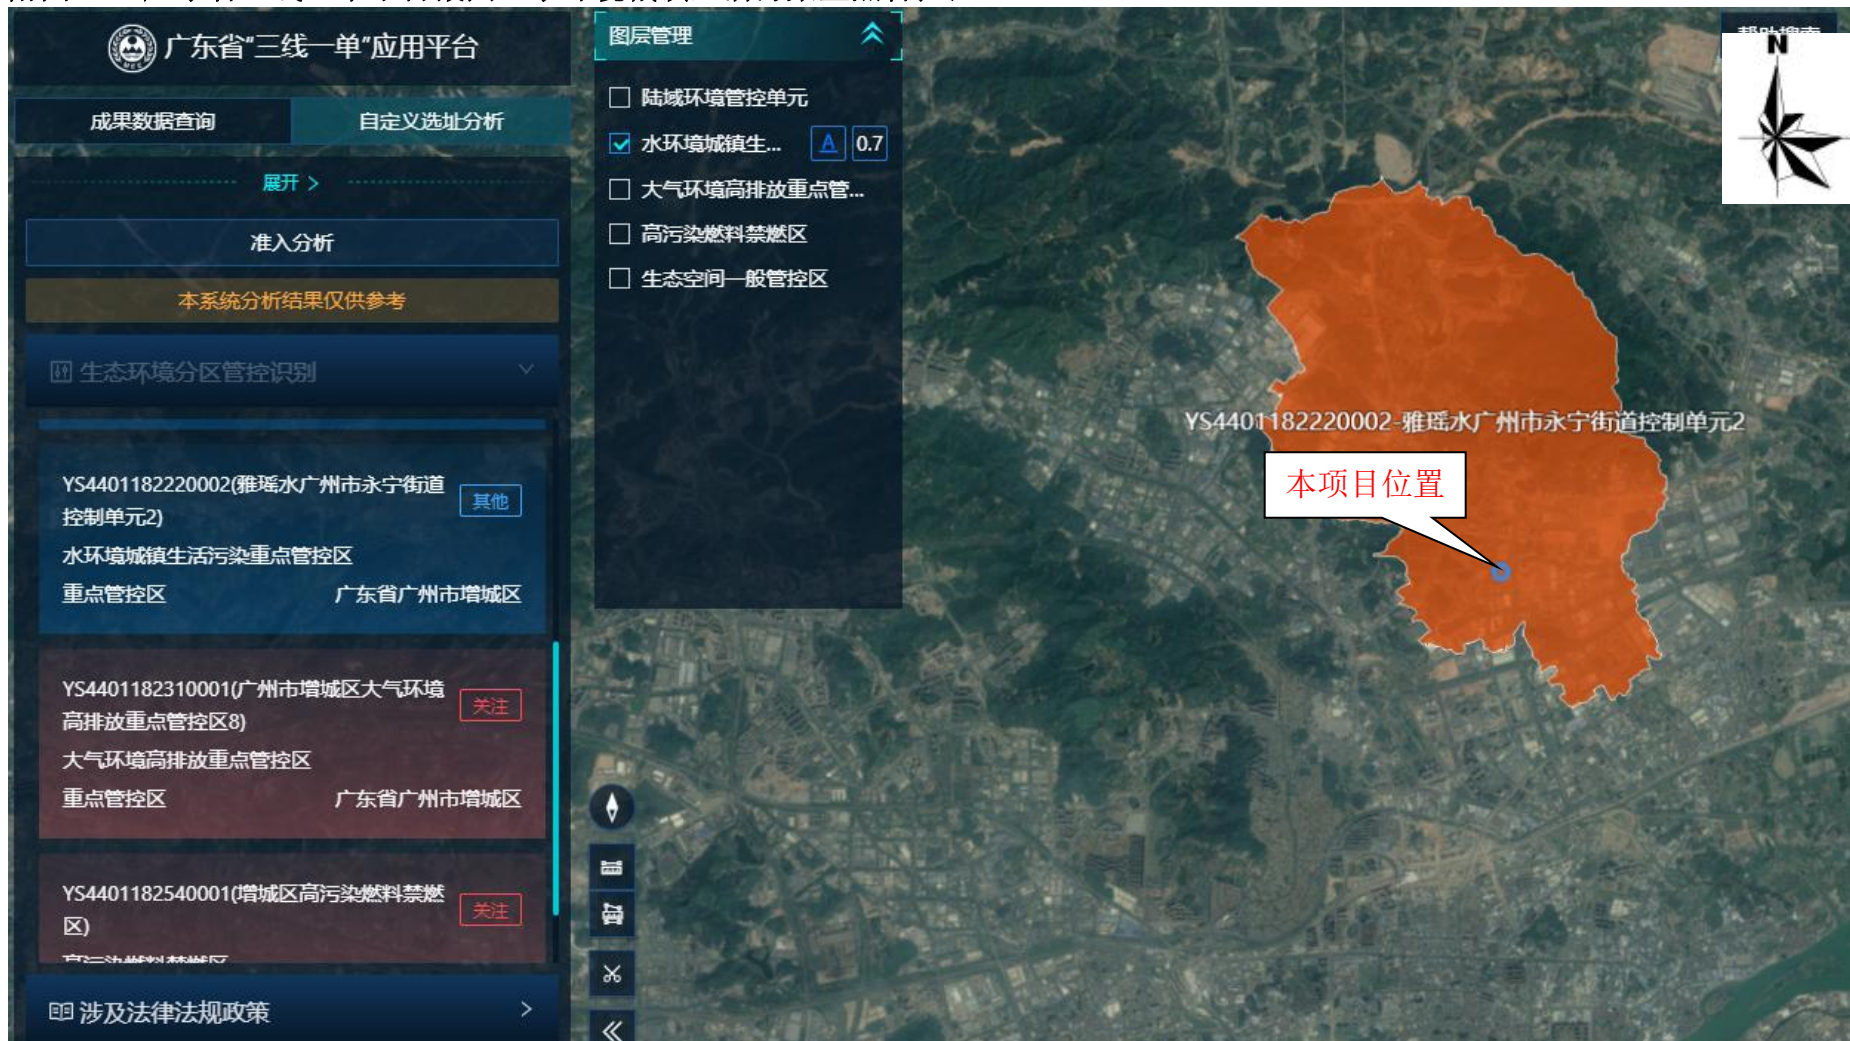 广东省"三线一单"应用平台
成果数据查询
自定义选址分析
展开 >
准入分析
本系统分析结果仅供参考
生态环境分区管控识别
YS4401182220002(雅瑶水广州市永宁街道
控制单元2)
其他
水环境城镇生活污染重点管控区
重点管控区
广东省广州市增城区
YS4401182310001(广州市增城区大气环境
高排放重点管控区8)
关注
大气环境高排放重点管控区
重点管控区
广东省广州市增城区
YS4401182540001(增城区高污染燃料禁燃
区)
关注
高污染燃料禁燃区
涉及法律法规政策
图层管理
陆域环境管控单元
水环境城镇生...
A
0.7
大气环境高排放重点管...
高污染燃料禁燃区
生态空间一般管控区
N
YS4401182220002-雅瑶水广州市永宁街道控制单元2
本项目位置